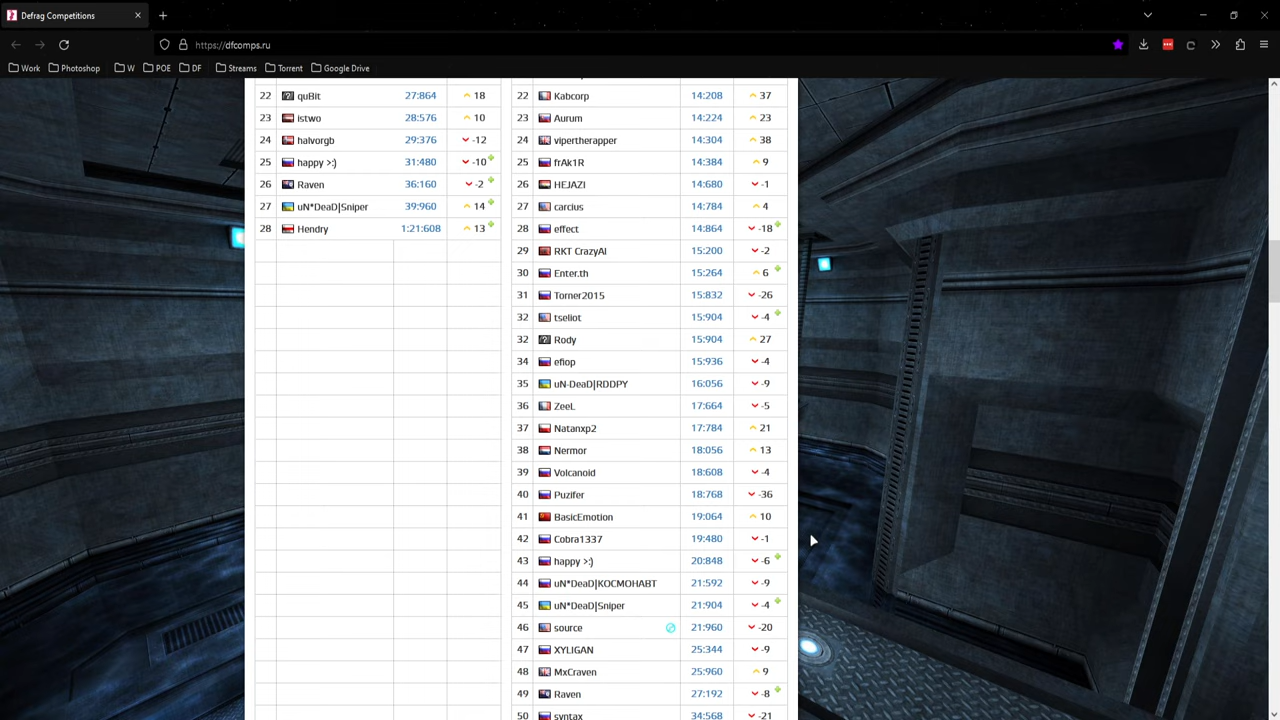 Defrag Competitions
https://dfcomps.ru
Work Photoshop W POE DF Streams Torrent Google Drive
22 quBit 27:864 18
23 istwo 28:576 10
24 halvorgb 29:376 -12
25 happy >:) 31:480 -10
26 Raven 36:160 -2
27 uN*DeaD|Sniper 39:960 14
28 Hendry 1:21:608 13
22 Kabcorp 14:208 37
23 Aurum 14:224 23
24 vipertherapper 14:304 38
25 frAk1R 14:384 9
26 HEJAZI 14:680 -1
27 carcius 14:784 4
28 effect 14:864 -18
29 RKT CrazyAl 15:200 -2
30 Enter.th 15:264 6
31 Torner2015 15:832 -26
32 tseliot 15:904 -4
32 Rody 15:904 27
34 efiop 15:936 -4
35 uN-DeaD|RDDPY 16:056 -9
36 ZeeL 17:664 -5
37 Natanxp2 17:784 21
38 Nermor 18:056 13
39 Volcanoid 18:608 -4
40 Puzifer 18:768 -36
41 BasicEmotion 19:064 10
42 Cobra1337 19:480 -1
43 happy >:) 20:848 -6
44 uN*DeaD|KOCMOHABT 21:592 -9
45 uN*DeaD|Sniper 21:904 -4
46 source 21:960 -20
47 XYLIGAN 25:344 -9
48 MxCraven 25:960 9
49 Raven 27:192 -8
50 syntax 34:568 -21